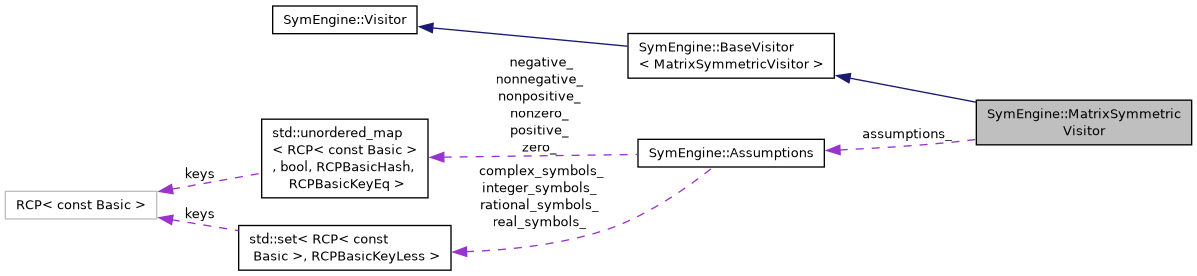 SymEngine::Visitor
SymEngine::BaseVisitor
< MatrixSymmetricVisitor >
SymEngine::MatrixSymmetric
Visitor
negative_
nonnegative_
nonpositive_
nonzero_
positive_
zero_
assumptions_
std::unordered_map
< RCP< const Basic >
, bool, RCPBasicHash,
RCPBasicKeyEq >
SymEngine::Assumptions
keys
complex_symbols_
integer_symbols_
rational_symbols_
real_symbols_
RCP< const Basic >
keys
std::set< RCP< const
Basic >, RCPBasicKeyLess >